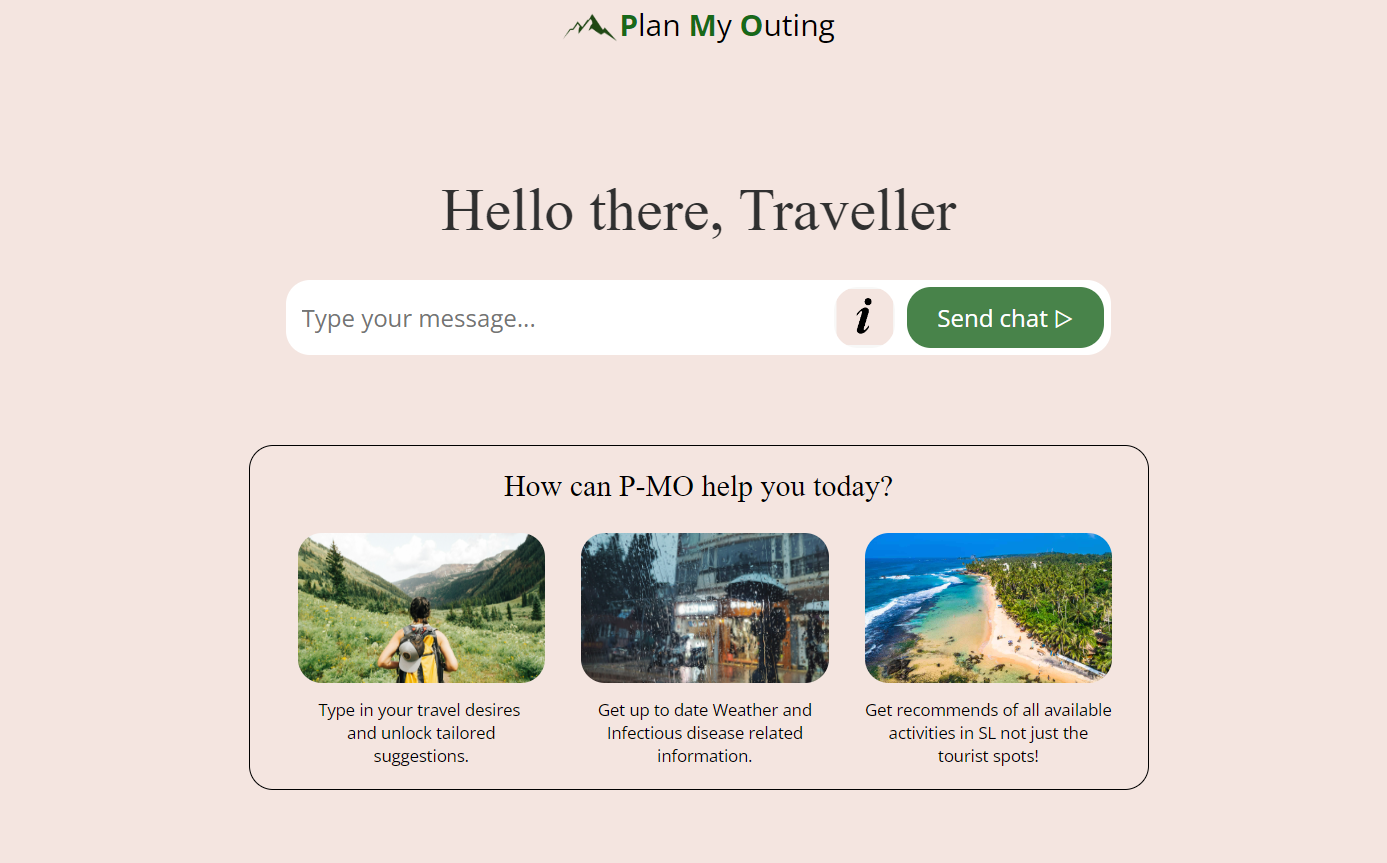 Plan My Outing
Hello there, Traveller
Type your message...
i
Send chat ▷
How can P-MO help you today?
Type in your travel desires
and unlock tailored
suggestions.
Get up to date Weather and
Infectious disease related
information.
Get recommends of all available
activities in SL not just the
tourist spots!